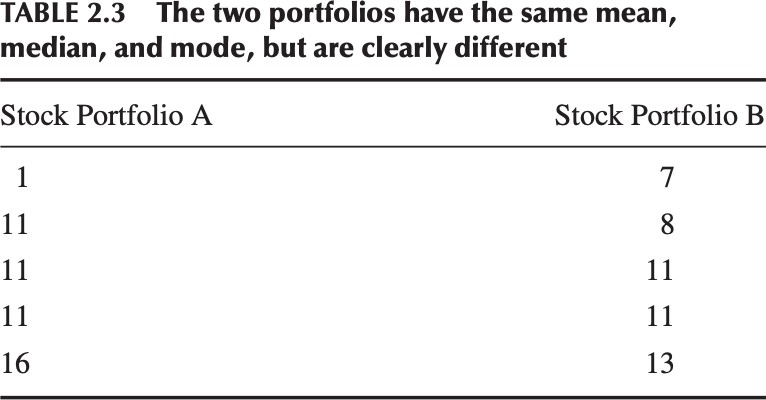 TABLE 2.3 The two portfolios have the same mean,
median, and mode, but are clearly different
Stock Portfolio A Stock Portfolio B
1 7
11 8
11 11
11 11
16 13